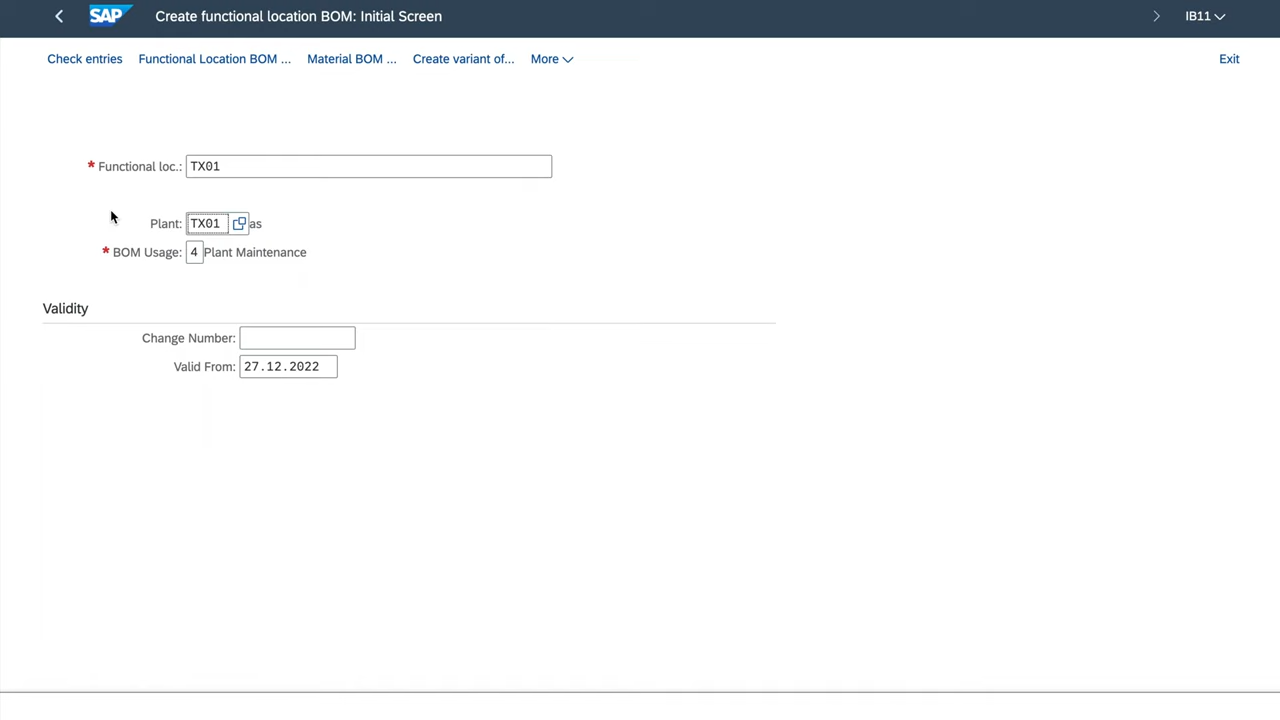 SAP Create functional location BOM: Initial Screen IB11
Check entries Functional Location BOM ... Material BOM ... Create variant of... More Exit
* Functional loc.: TX01
Plant: TX01 as
* BOM Usage: 4 Plant Maintenance
Validity
Change Number:
Valid From: 27.12.2022